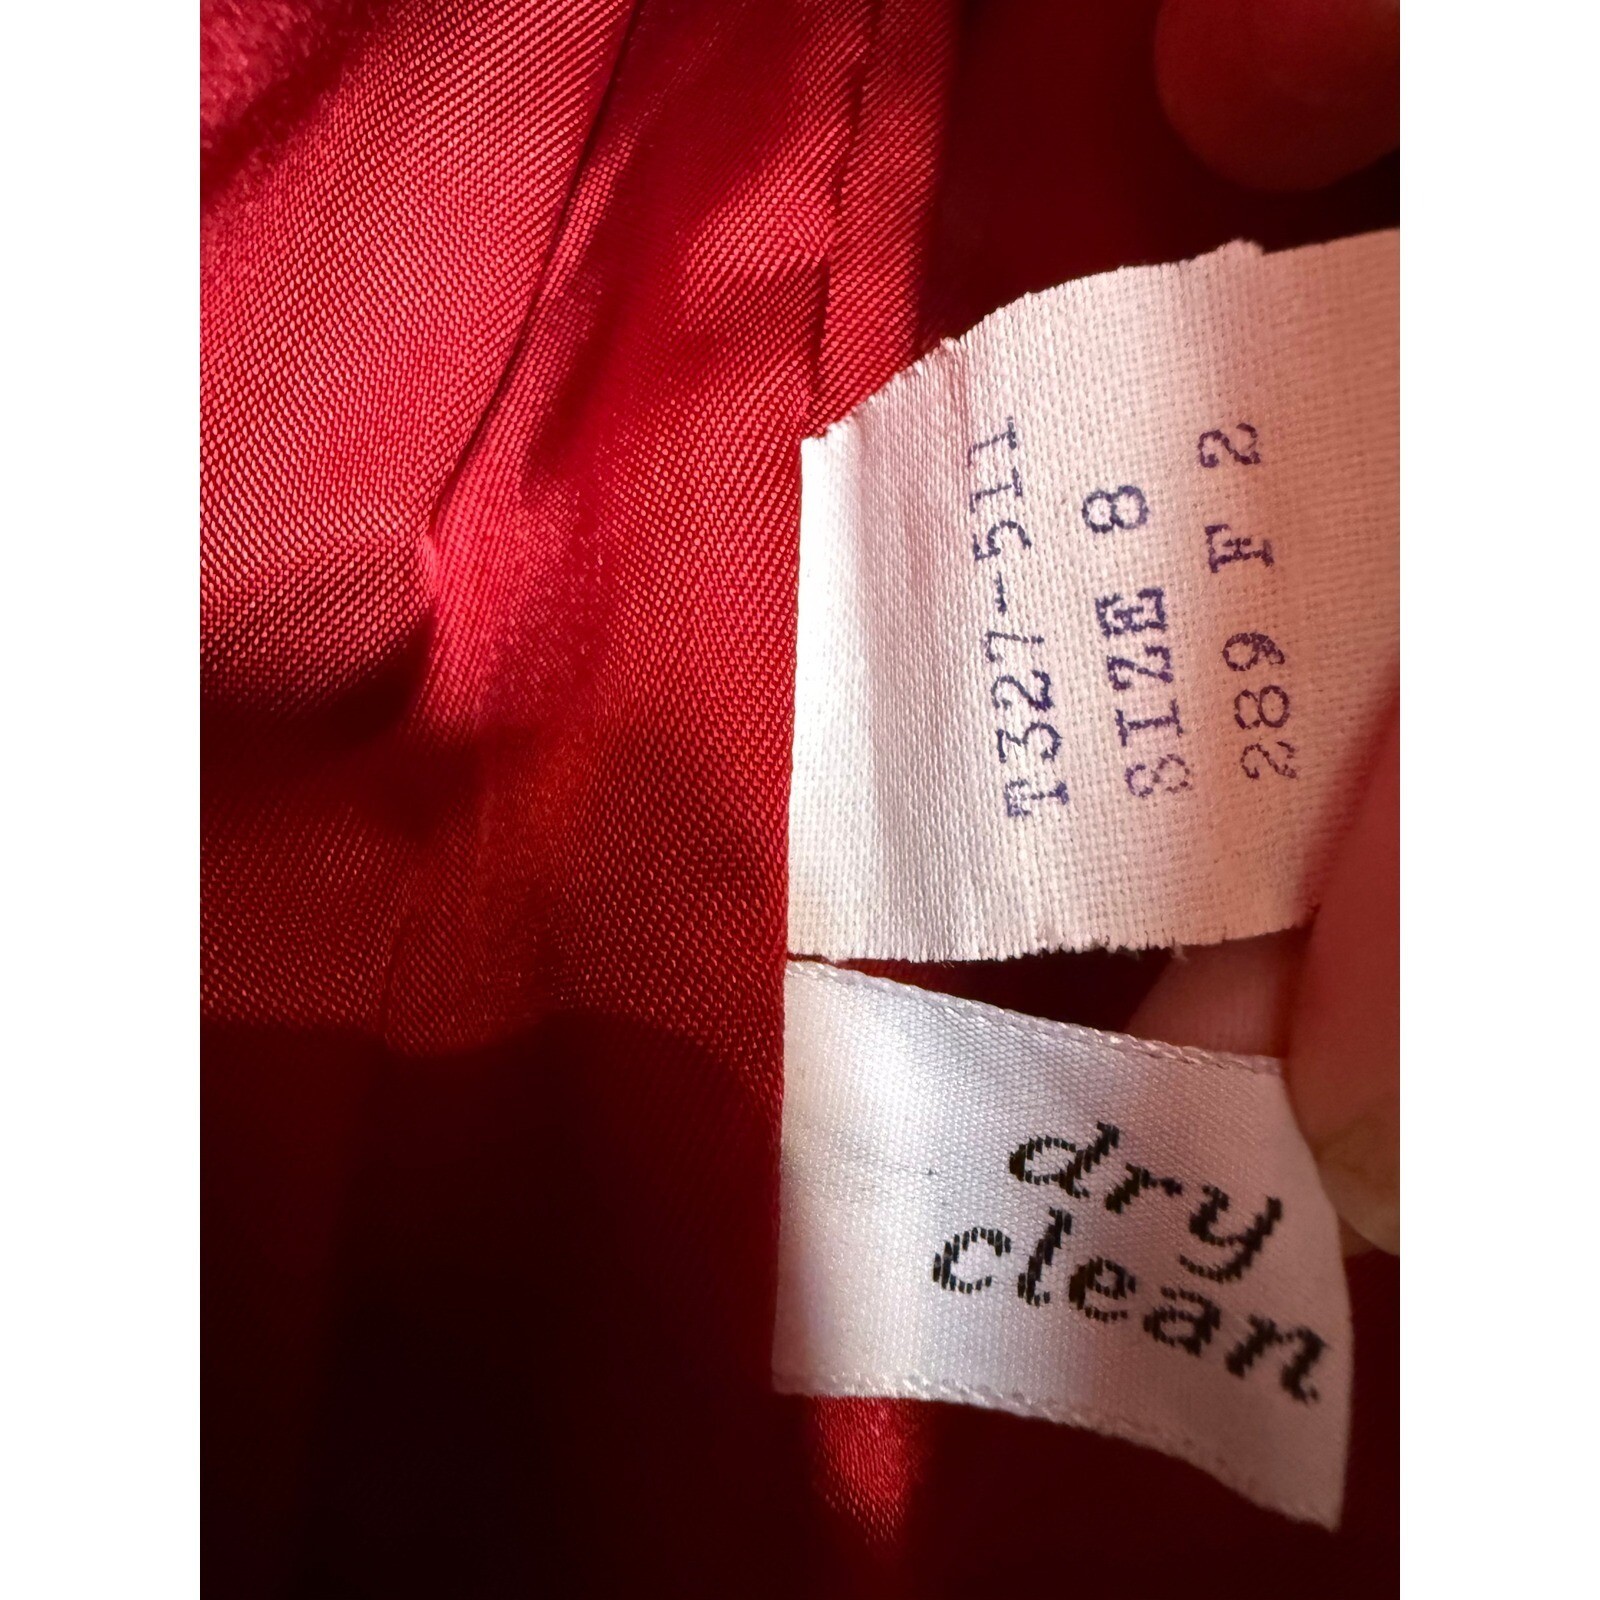 T327-511
SIZE 8
289 F 2
dry
clean